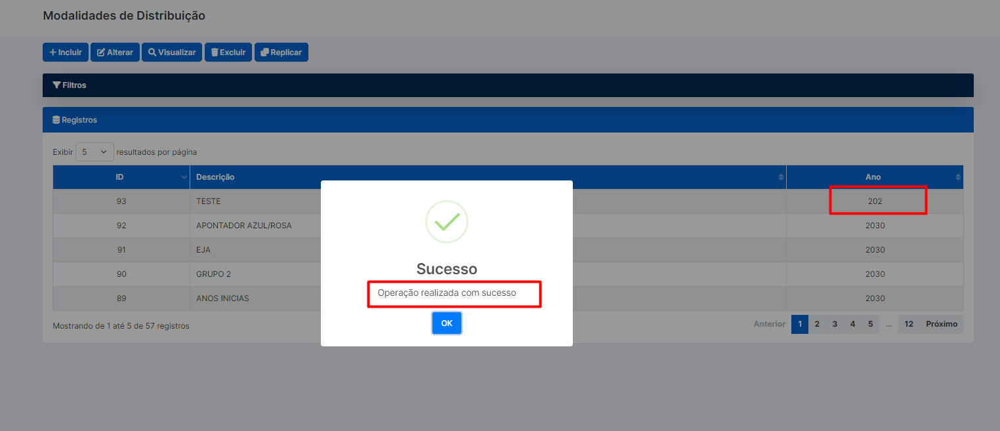 Modalidades de Distribuição
Incluir Alterar Visualizar Excluir Replicar
Filtros
Registros
Exibir 5 resultados por página
ID Descrição Ano
93 TESTE 202
92 APONTADOR AZUL/ROSA 2030
91 EJA 2030
90 GRUPO 2 2030
89 ANOS INICIAS 2030
Sucesso
Operação realizada com sucesso
OK
Mostrando de 1 até 5 de 57 registros
Anterior 1 2 3 4 5 ... 12 Próximo